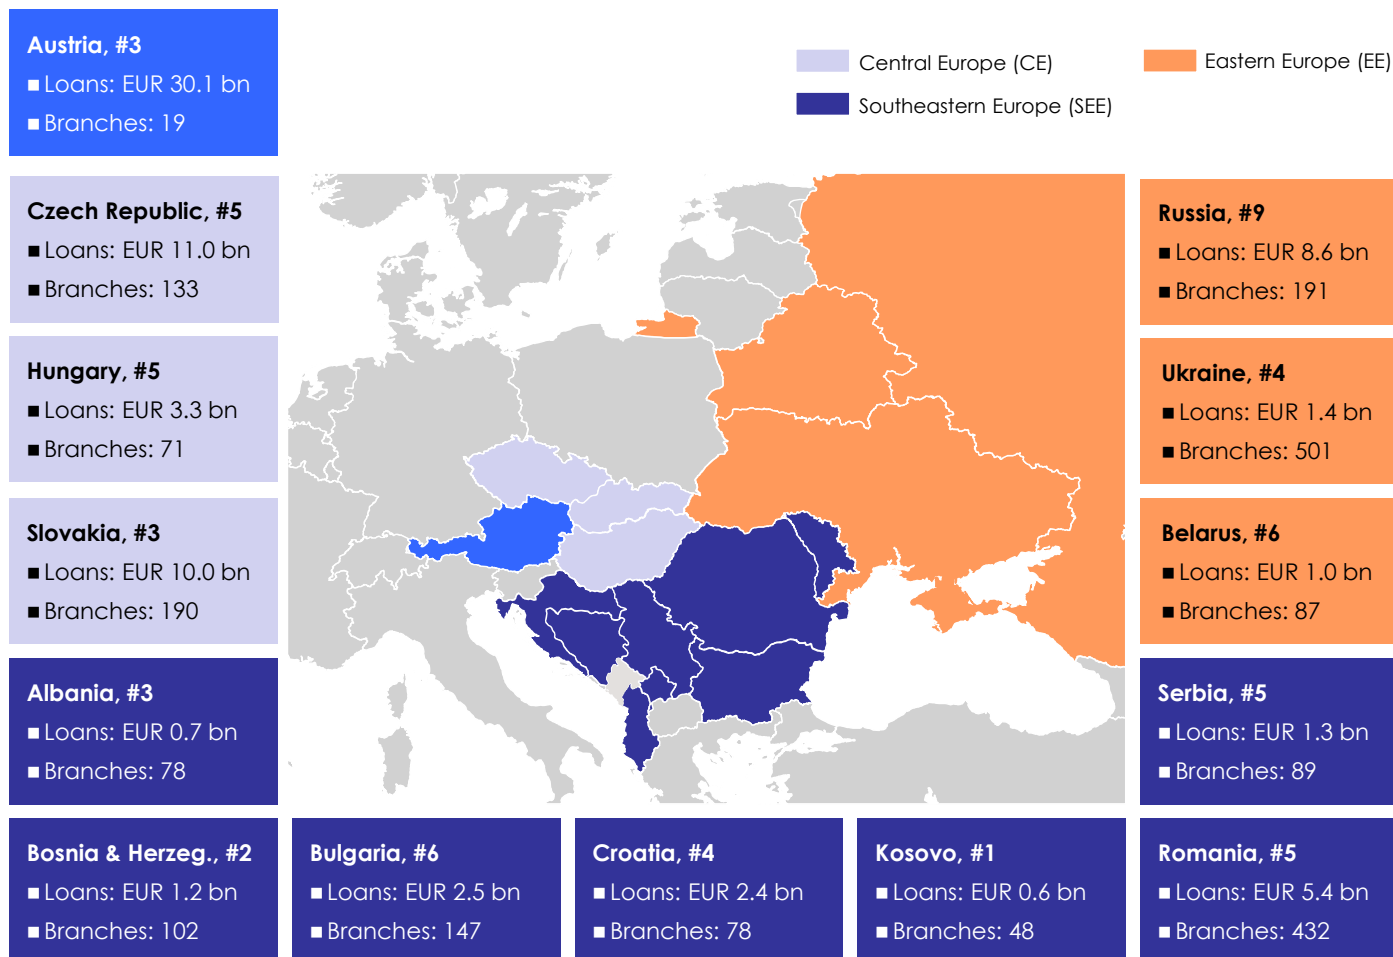 Austria, #3
■ Loans: EUR 30.1 bn
■ Branches: 19
Central Europe (CE)
Eastern Europe (EE)
Southeastern Europe (SEE)
Czech Republic, #5
■ Loans: EUR 11.0 bn
■ Branches: 133
Hungary, #5
■ Loans: EUR 3.3 bn
■ Branches: 71
Slovakia, #3
■ Loans: EUR 10.0 bn
■ Branches: 190
Albania, #3
■ Loans: EUR 0.7 bn
■ Branches: 78
Russia, #9
■ Loans: EUR 8.6 bn
■ Branches: 191
Ukraine, #4
■ Loans: EUR 1.4 bn
■ Branches: 501
Belarus, #6
■ Loans: EUR 1.0 bn
■ Branches: 87
Serbia, #5
■ Loans: EUR 1.3 bn
■ Branches: 89
Bosnia & Herzeg., #2
■ Loans: EUR 1.2 bn
■ Branches: 102
Bulgaria, #6
■ Loans: EUR 2.5 bn
■ Branches: 147
Croatia, #4
■ Loans: EUR 2.4 bn
■ Branches: 78
Kosovo, #1
■ Loans: EUR 0.6 bn
■ Branches: 48
Romania, #5
■ Loans: EUR 5.4 bn
■ Branches: 432